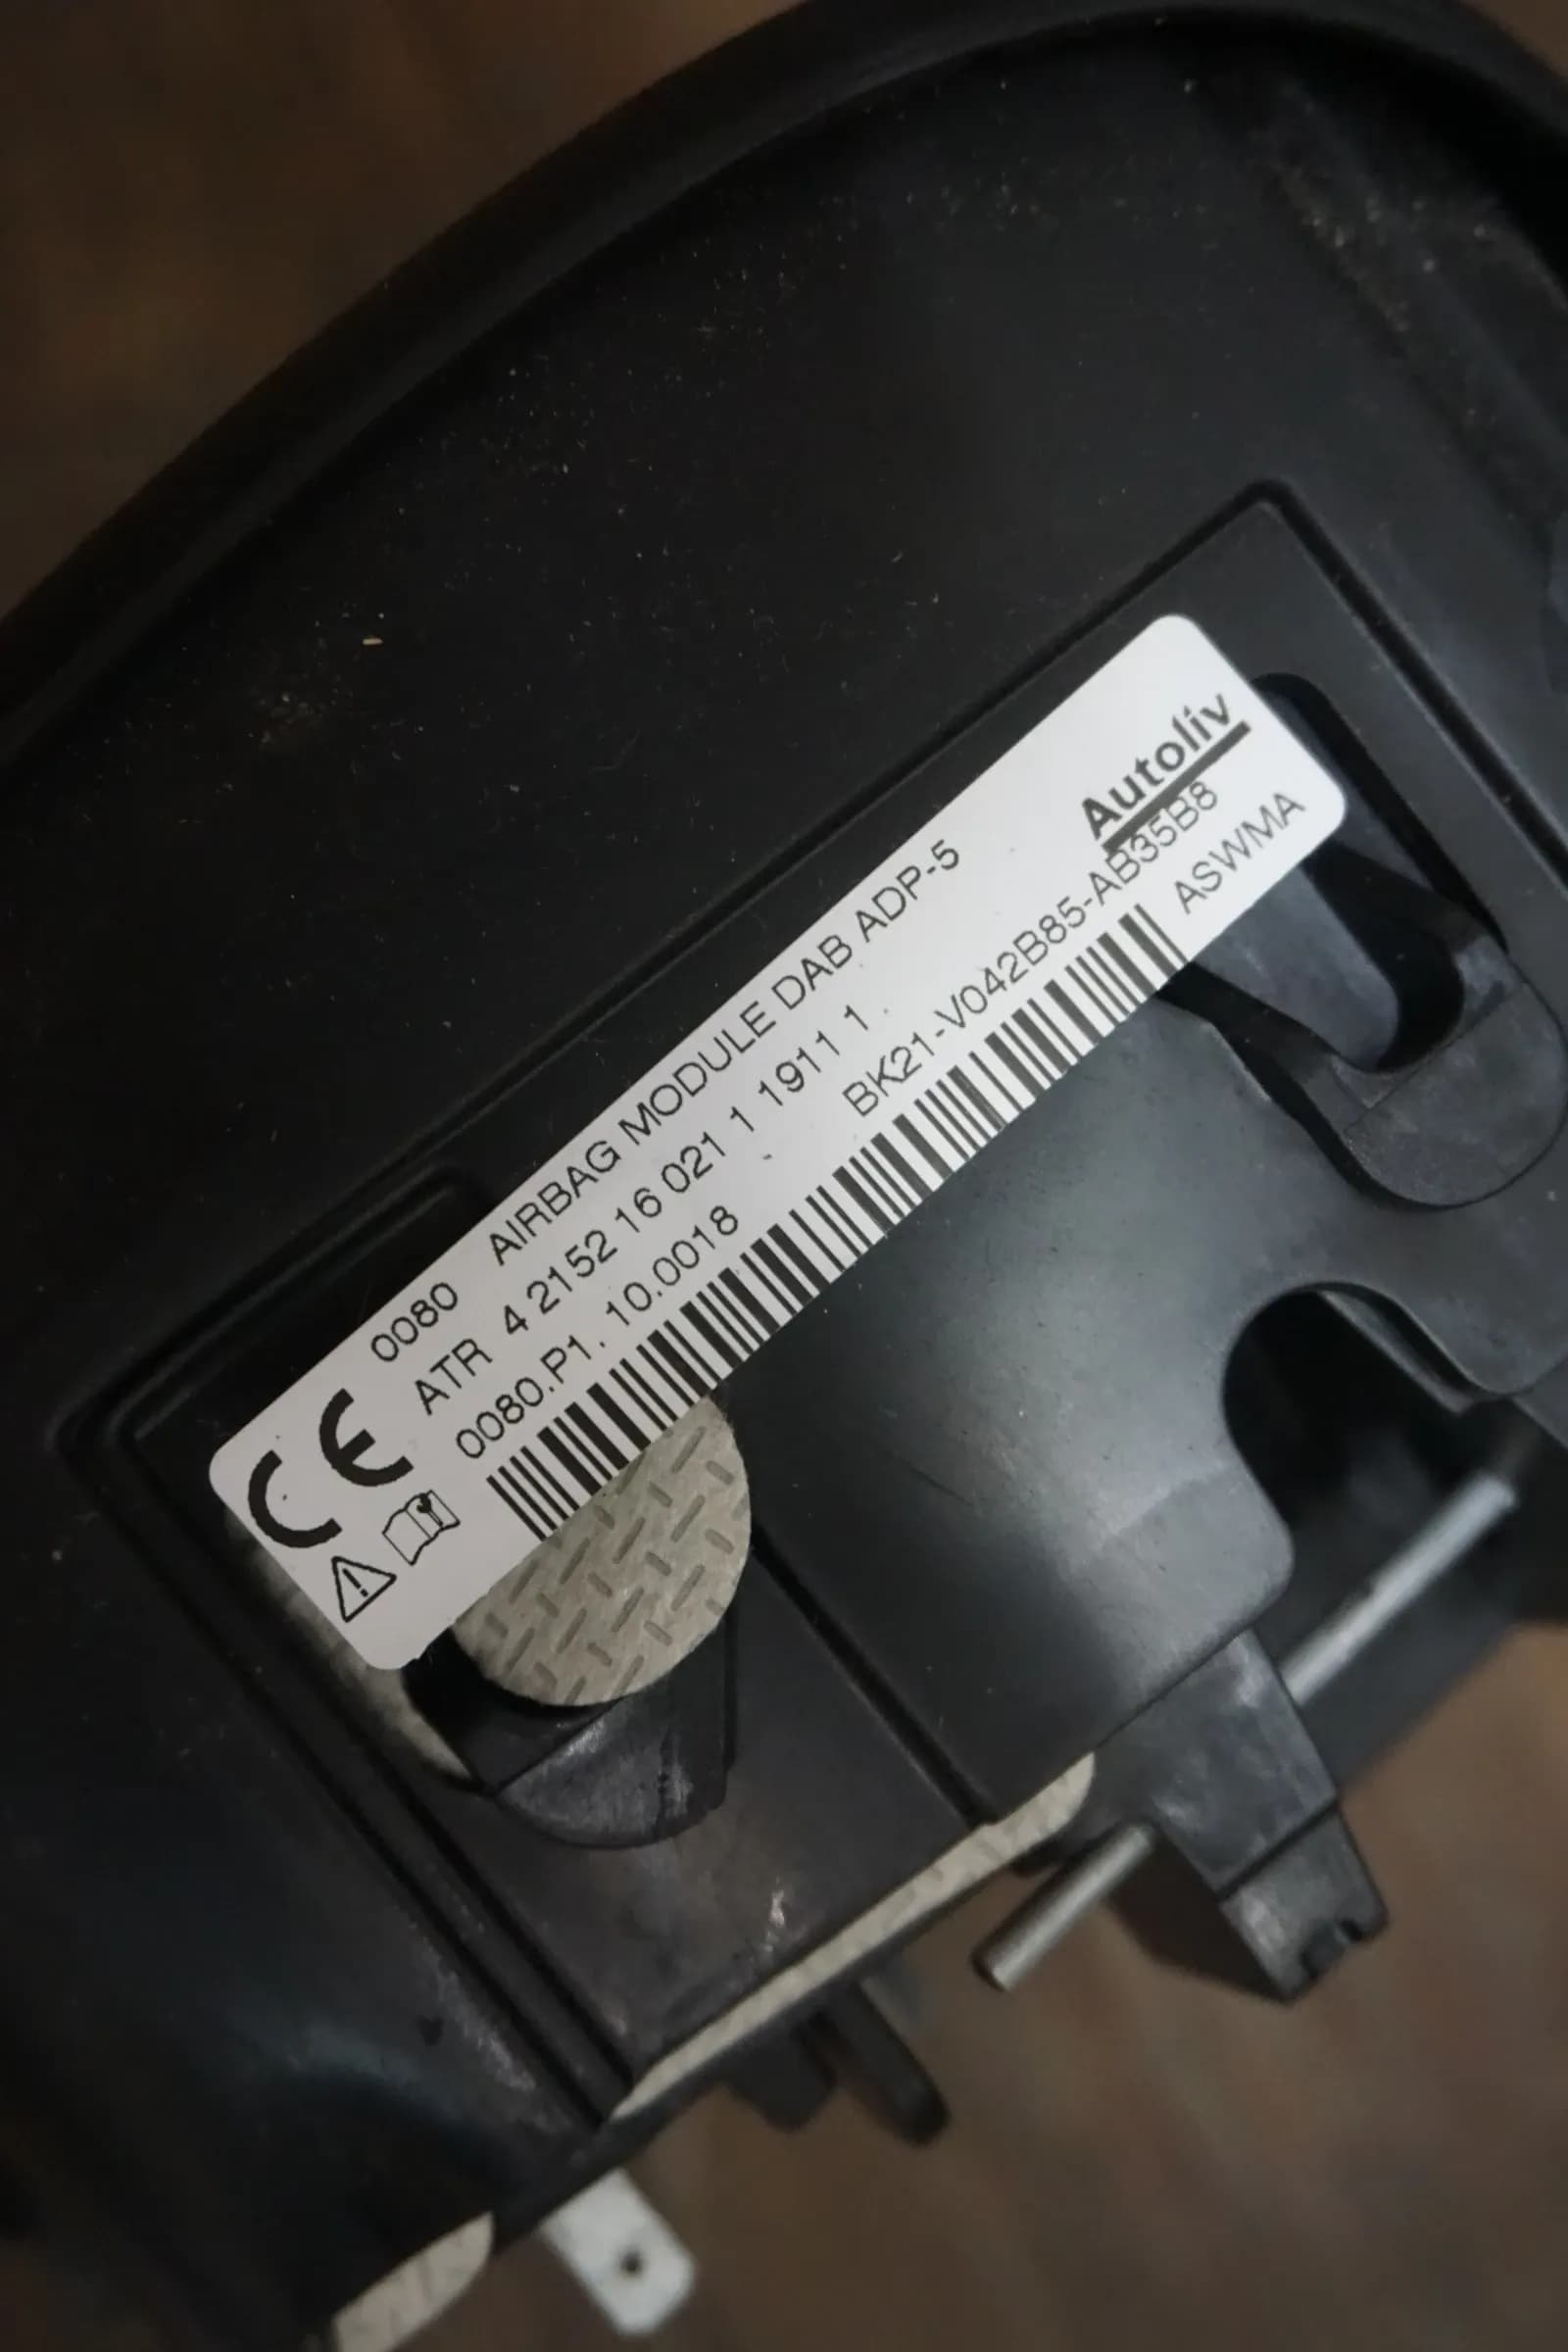 CE 0080 AIRBAG MODULE DAB ADP-5 Autoliv
ATR 4 2152 16 021 1 1911 1
0080.P1. 10.0018 BK21-V042B85-AB35B8
ASWMA